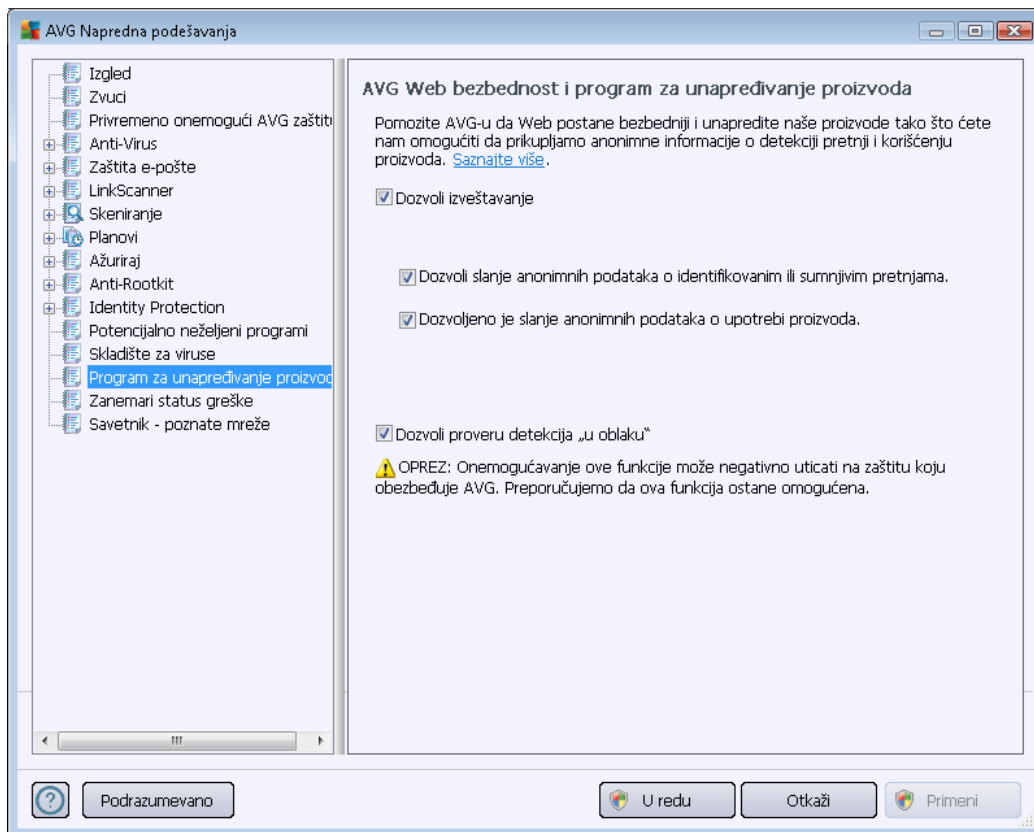 AVG Napredna podešavanja
Izgled
Zvuci
Privremeno onemogući AVG zaštitu
Anti-Virus
Zaštita e-pošte
LinkScanner
Skeniranje
Planovi
Ažuriraj
Anti-Rootkit
Identity Protection
Potencijalno neželjeni programi
Skladište za viruse
Program za unapređivanje proizvod
Zanemari status greške
Savetnik - poznate mreže
AVG Web bezbednost i program za unapređivanje proizvoda
Pomozite AVG-u da Web postane bezbedniji i unapredite naše proizvode tako što ćete
nam omogućiti da prikupljamo anonimne informacije o detekciji pretnji i korišćenju
proizvoda. Saznajte više.
Dozvoli izveštavanje
Dozvoli slanje anonimnih podataka o identifikovanim ili sumnjivim pretnjama.
Dozvoljeno je slanje anonimnih podataka o upotrebi proizvoda.
Dozvoli proveru detekcija „u oblaku“
OPREZ: Onemogućavanje ove funkcije može negativno uticati na zaštitu koju
obezbeđuje AVG. Preporučujemo da ova funkcija ostane omogućena.
Podrazumevano
U redu
Otkaži
Primeni